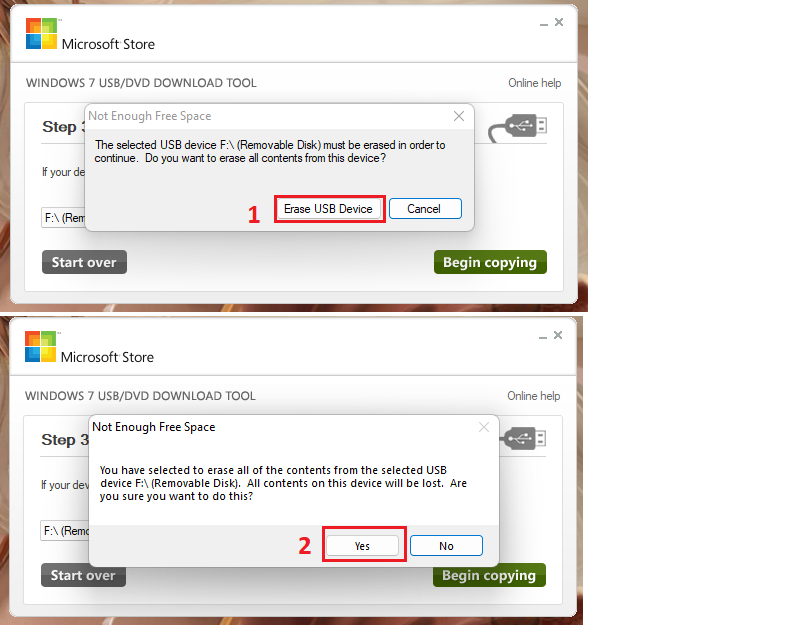 Microsoft Store
WINDOWS 7 USB/DVD DOWNLOAD TOOL
Online help
Not Enough Free Space
Step 3
The selected USB device F:\ (Removable Disk) must be erased in order to
continue. Do you want to erase all contents from this device?
If your de
F:\ (Rem
1
Erase USB Device
Cancel
Start over
Begin copying
Microsoft Store
WINDOWS 7 USB/DVD DOWNLOAD TOOL
Online help
Not Enough Free Space
Step 3
You have selected to erase all of the contents from the selected USB
device F:\ (Removable Disk). All contents on this device will be lost. Are
you sure you want to do this?
If your dev
F:\ (Remo
2
Yes
No
Start over
Begin copying